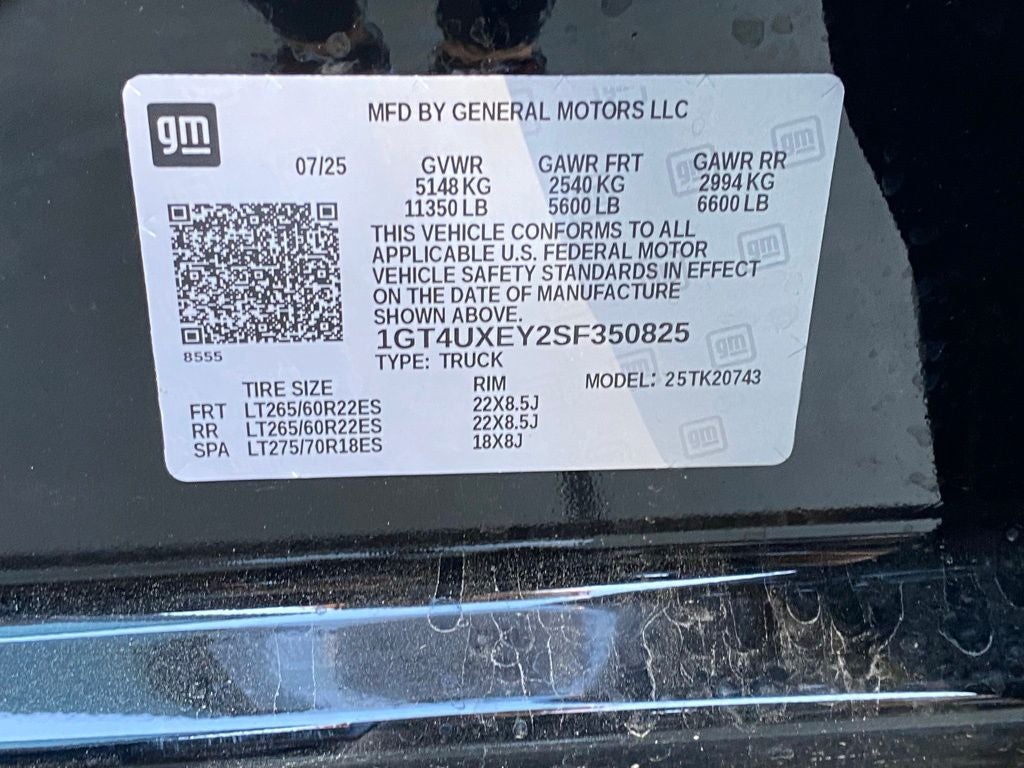 gm
MFD BY GENERAL MOTORS LLC
07/25 GVWR GAWR FRT GAWR RR
5148 KG 2540 KG 2994 KG
11350 LB 5600 LB 6600 LB
THIS VEHICLE CONFORMS TO ALL
APPLICABLE U.S. FEDERAL MOTOR
VEHICLE SAFETY STANDARDS IN EFFECT
ON THE DATE OF MANUFACTURE
SHOWN ABOVE.
1GT4UXEY2SF350825
8555
TYPE: TRUCK
TIRE SIZE RIM MODEL: 25TK20743
FRT LT265/60R22ES 22X8.5J
RR LT265/60R22ES 22X8.5J
SPA LT275/70R18ES 18X8J